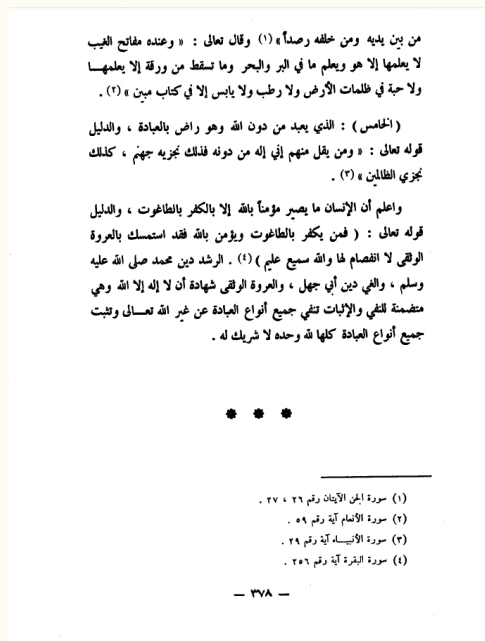 من بين يديه ومن خلفه رصداً » (١) وقال تعالى : « وعنده مفاتح الغيب
لا يعلمها إلا هو ويعلم ما في البر والبحر وما تسقط من ورقة إلا يعلمهـا
ولا حبة في ظلمات الأرض ولا رطب ولا يابس إلا في كتاب مبين » (٢) .
( الخامس ) : الذي يعبد من دون الله وهو راض بالعبادة ، والدليل
قوله تعالى : « ومن يقل منهم إني إله من دونه فذلك نجزيه جهنم ، كذلك
نجزي الظالمين » (٣) .
واعلم أن الإنسان ما يصير مؤمناً بالله إلا بالكفر بالطاغوت ، والدليل
قوله تعالى : ( فمن يكفر بالطاغوت ويؤمن بالله فقد استمسك بالعروة
الوثقى لا انفصام لها والله سميع عليم ) (٤) . الرشد دين محمد صلى الله عليه
وسلم ، والغي دين أبي جهل ، والعروة الوثقى شهادة أن لا إله إلا الله وهي
متضمنة للنفي والإثبات تنفي جميع أنواع العبادة عن غير الله تعـالى وتثبت
جميع أنواع العبادة كلها لله وحده لا شريك له .
(١) سورة الجن الآيتان رقم ٢٦ ، ٢٧ .
(٢) سورة الأنعام آية رقم ٥٩ .
(٣) سورة الأنبيـاء آية رقم ٢٩ .
(٤) سورة البقرة آية رقم ٢٥٦ .
— ٣٧٨ —